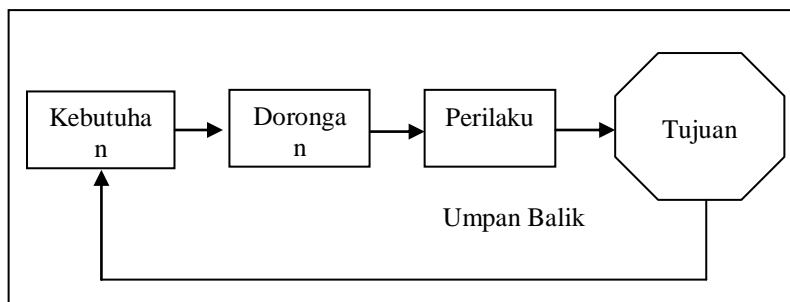 Kebutuha
n
Doronga
n
Perilaku
Tujuan
Umpan Balik